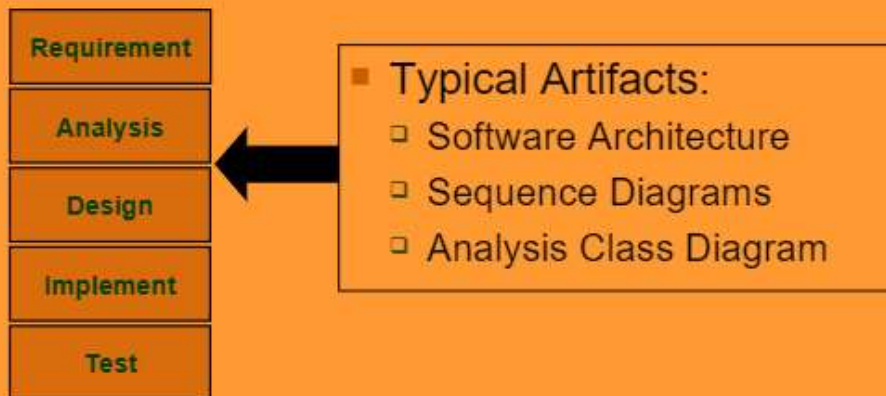 Requirement
Analysis
Design
Implement
Test
Typical Artifacts:
Software Architecture
Sequence Diagrams
Analysis Class Diagram